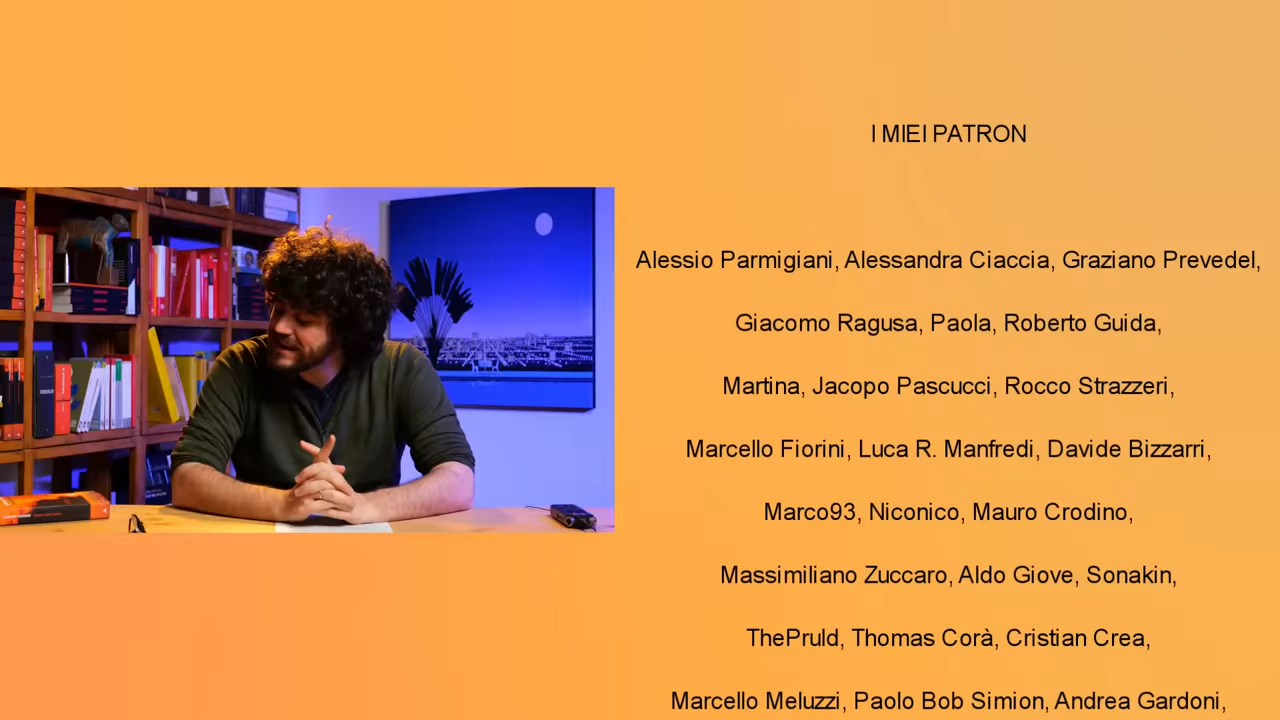 I MIEI PATRON
Alessio Parmigiani, Alessandra Ciaccia, Graziano Prevedel,
Giacomo Ragusa, Paola, Roberto Guida,
Martina, Jacopo Pascucci, Rocco Strazzeri,
Marcello Fiorini, Luca R. Manfredi, Davide Bizzarri,
Marco93, Niconico, Mauro Crodino,
Massimiliano Zuccaro, Aldo Giove, Sonakin,
ThePruld, Thomas Corà, Cristian Crea,
Marcello Meluzzi, Paolo Bob Simion, Andrea Gardoni,